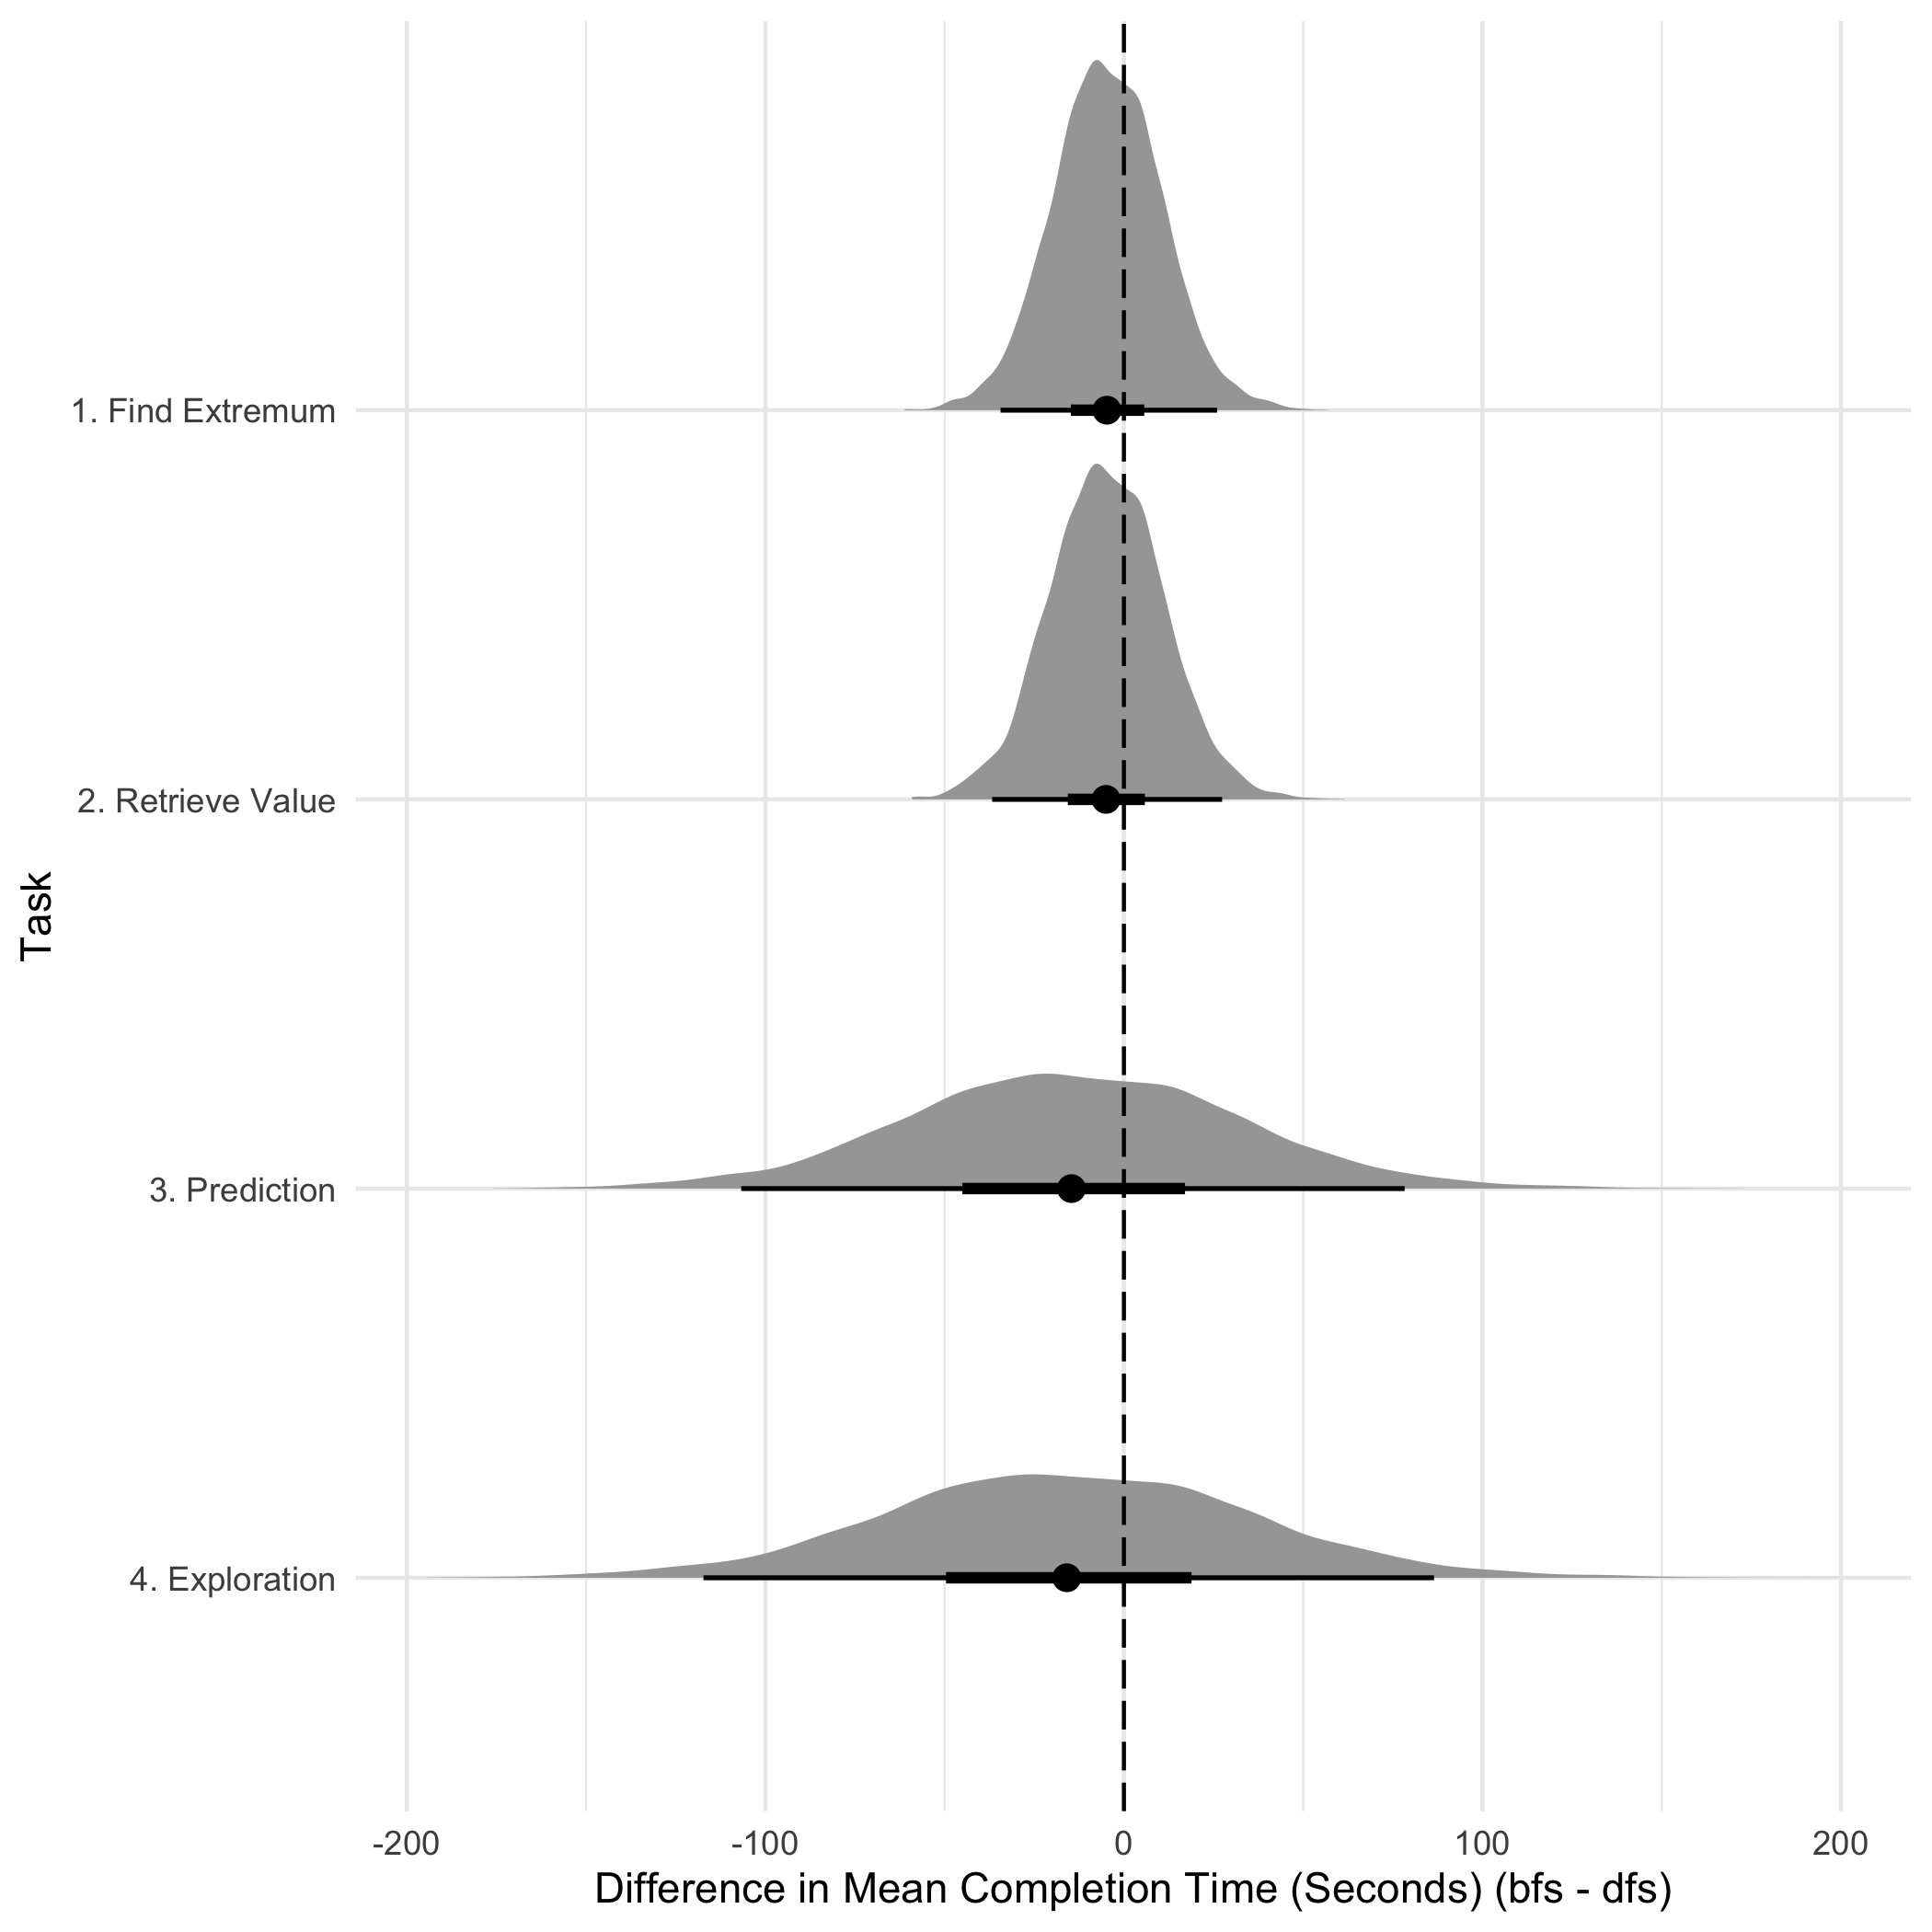 1. Find Extremum
2. Retrieve Value
Task
3. Prediction
4. Exploration
-200 -100 0 100 200
Difference in Mean Completion Time (Seconds) (bfs - dfs)